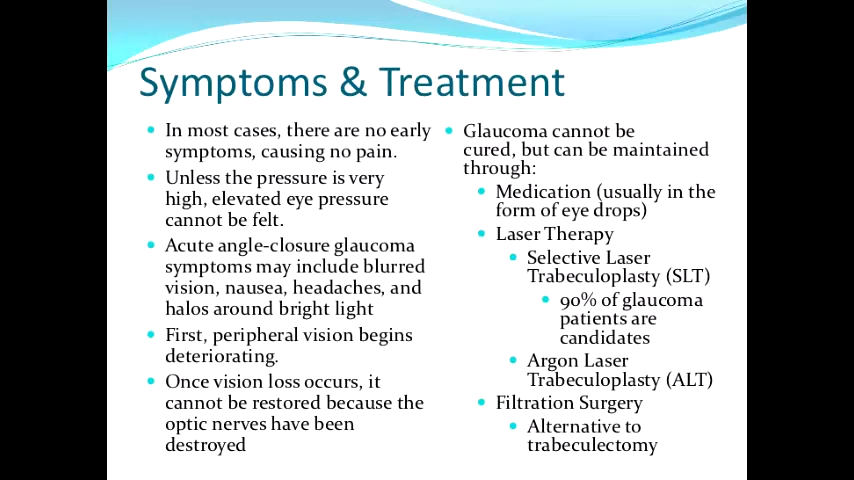 Symptoms & Treatment
In most cases, there are no early
symptoms, causing no pain.
Unless the pressure is very
high, elevated eye pressure
cannot be felt.
Acute angle-closure glaucoma
symptoms may include blurred
vision, nausea, headaches, and
halos around bright light
First, peripheral vision begins
deteriorating.
Once vision loss occurs, it
cannot be restored because the
optic nerves have been
destroyed
Glaucoma cannot be
cured, but can be maintained
through:
Medication (usually in the
form of eye drops)
Laser Therapy
Selective Laser
Trabeculoplasty (SLT)
90% of glaucoma
patients are
candidates
Argon Laser
Trabeculoplasty (ALT)
Filtration Surgery
Alternative to
trabeculectomy